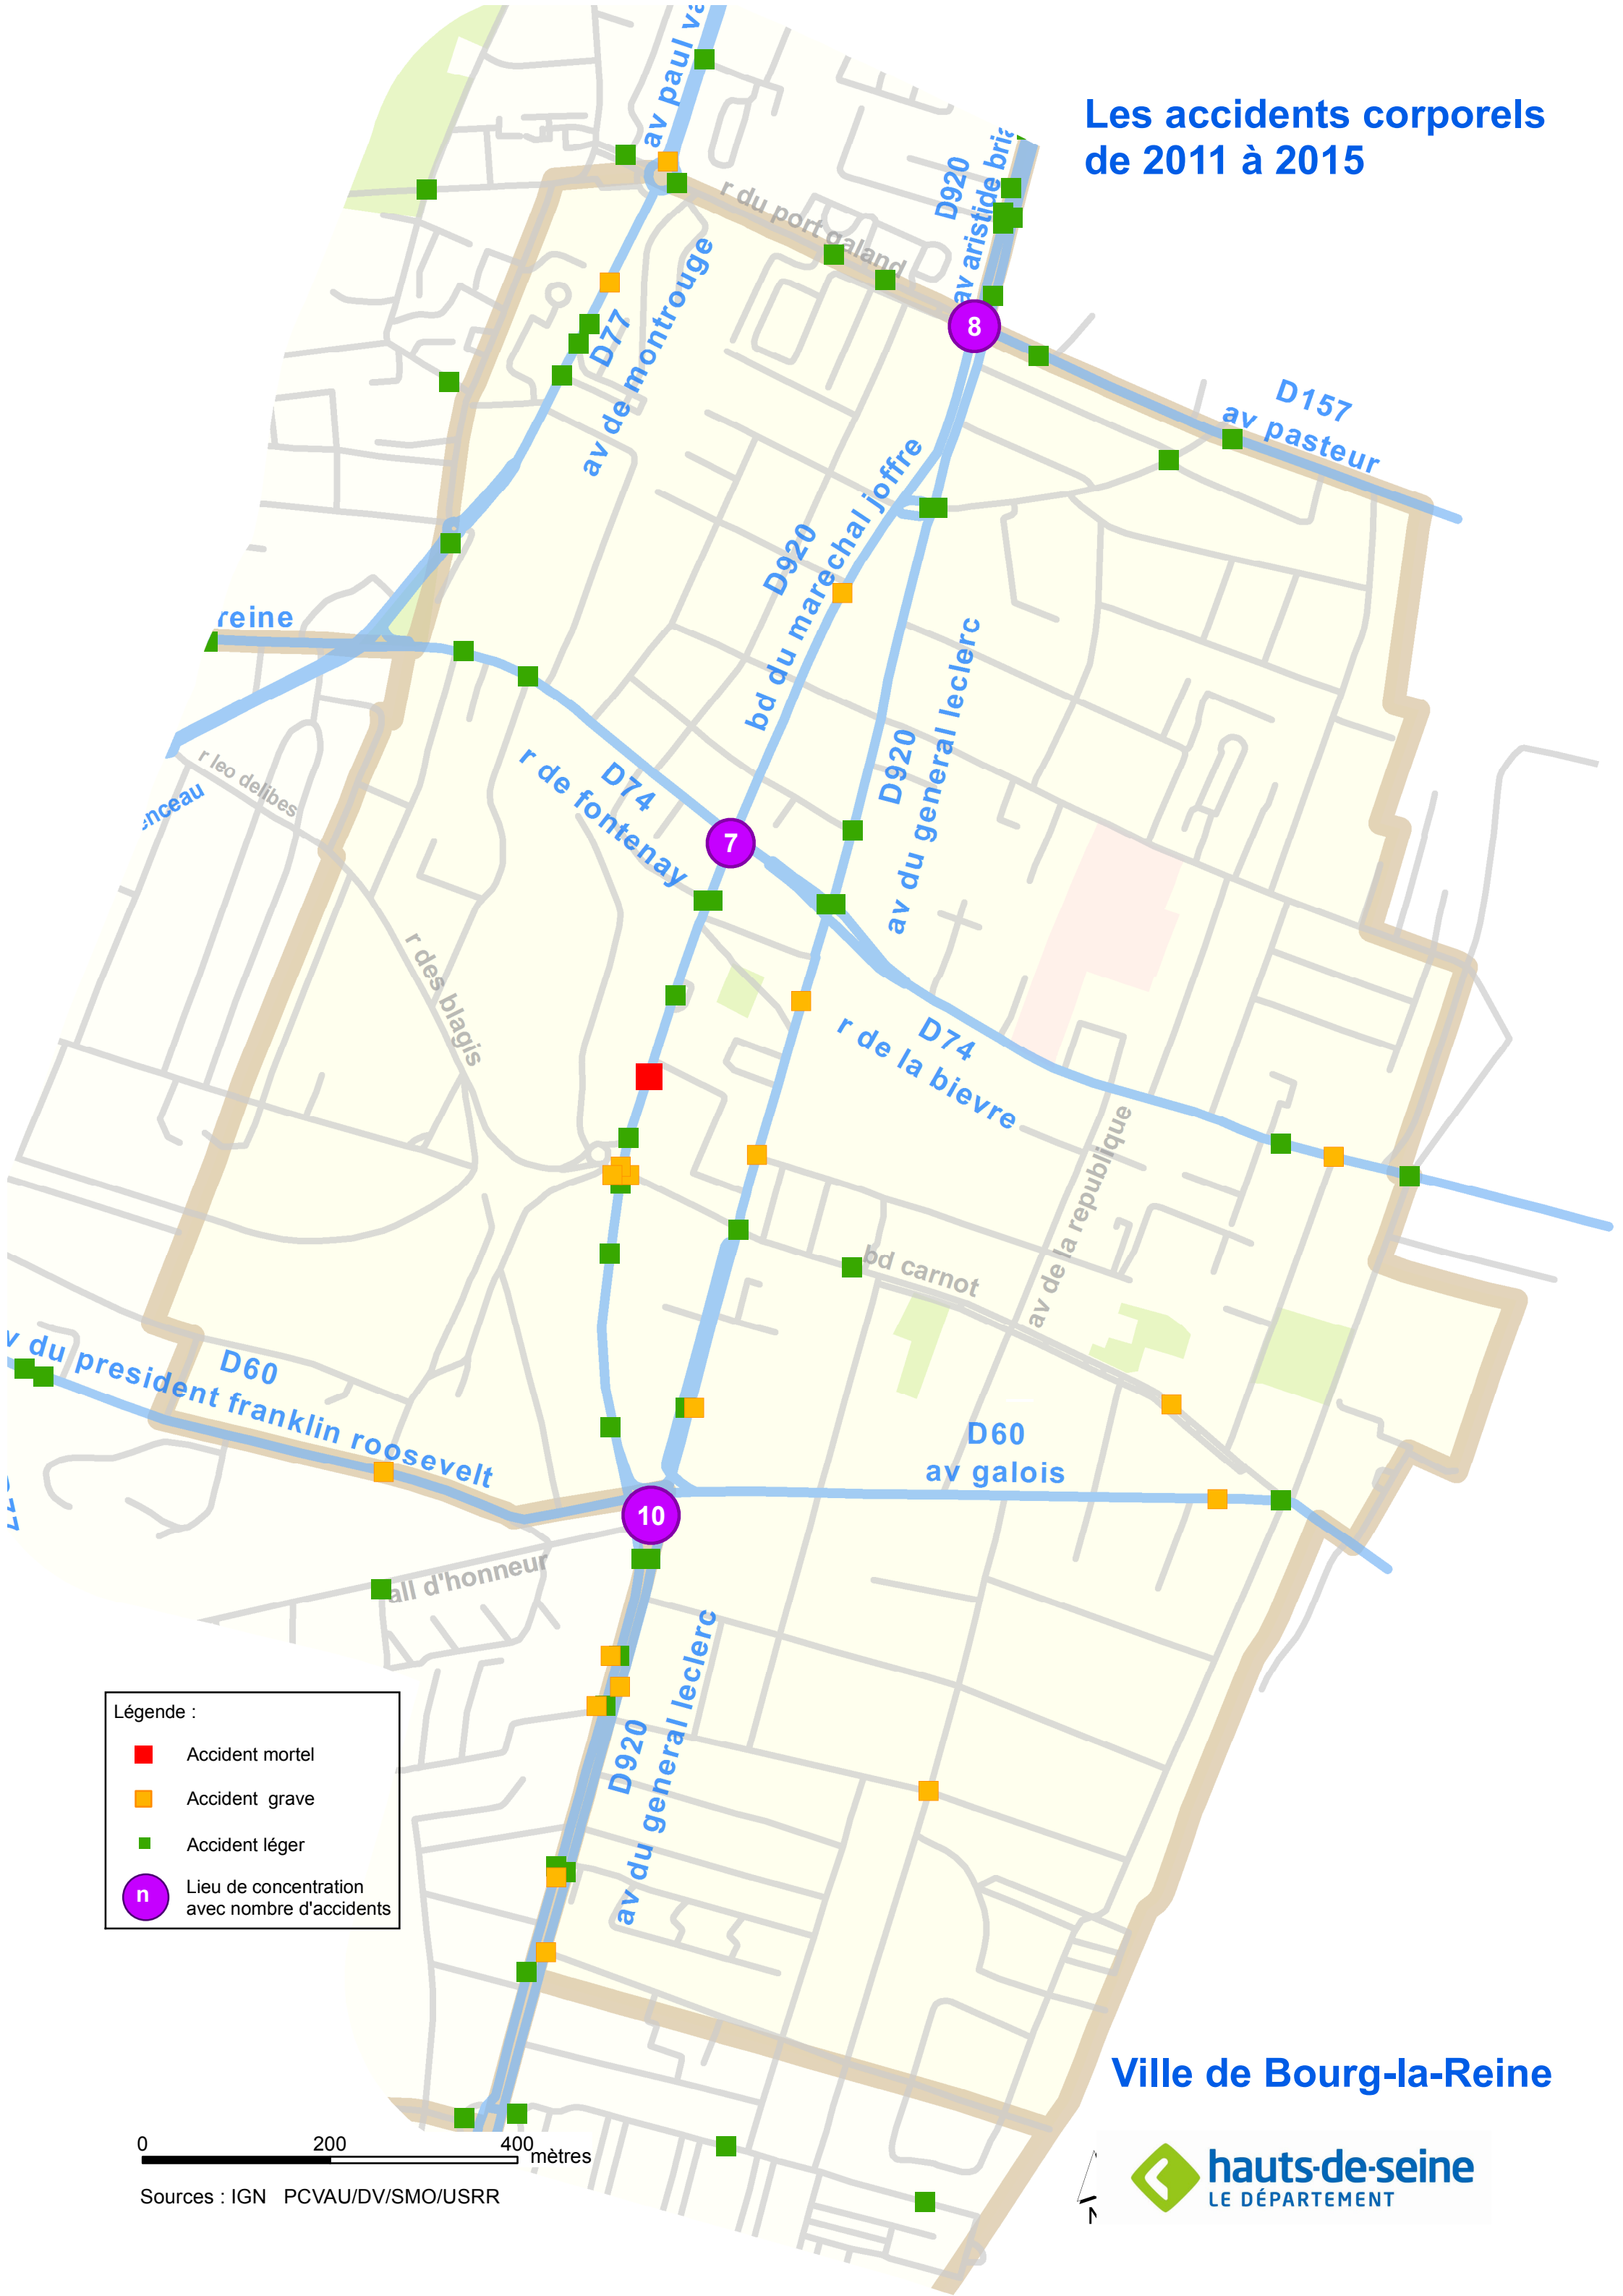 Les accidents corporels
de 2011 à 2015
av paul
D920
av aristide
r du port galand
8
D77
av de montrouge
D157
av pasteur
D920
bd du marechal joffre
reine
D920
av du general leclerc
r leo delibes
D74
r de fontenay
7
r des blagis
D74
r de la bievre
av de la republique
bd carnot
D60
du president franklin roosevelt
D60
av galois
10
all d'honneur
D920
av du general leclerc
Légende :
Accident mortel
Accident grave
Accident léger
n
Lieu de concentration
avec nombre d'accidents
Ville de Bourg-la-Reine
0 200 400
mètres
Sources : IGN PCVAU/DV/SMO/USRR
hauts-de-seine
LE DÉPARTEMENT